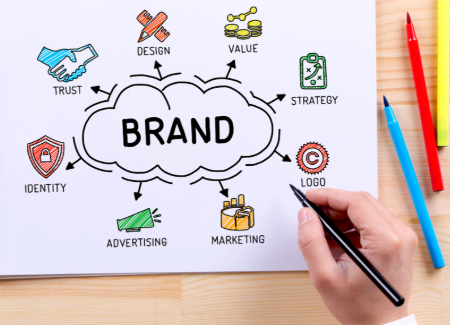 DESIGN
VALUE
TRUST
STRATEGY
BRAND
IDENTITY
C
LOGO
ADVERTISING
MARKETING